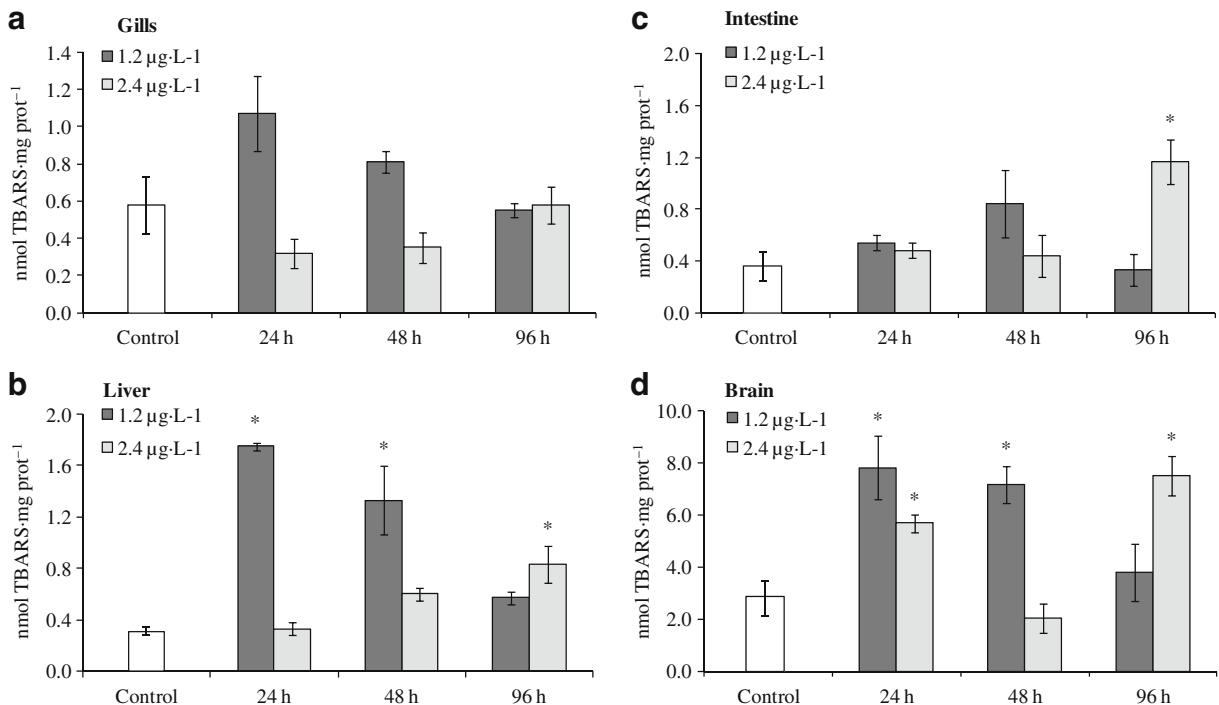 a Gills
1.2 µg·L-1
2.4 µg·L-1
nmol TBARS·mg prot⁻¹
1.4
1.2
1.0
0.8
0.6
0.4
0.2
0.0
Control 24 h 48 h 96 h
b Liver
1.2 µg·L-1
2.4 µg·L-1
nmol TBARS·mg prot⁻¹
2.0
1.6
1.2
0.8
0.4
0.0
* * *
Control 24 h 48 h 96 h
c Intestine
1.2 µg·L-1
2.4 µg·L-1
nmol TBARS·mg prot⁻¹
2.0
1.6
1.2
0.8
0.4
0.0
*
Control 24 h 48 h 96 h
d Brain
1.2 µg·L-1
2.4 µg·L-1
nmol TBARS·mg prot⁻¹
10.0
8.0
6.0
4.0
2.0
0.0
* * * *
Control 24 h 48 h 96 h